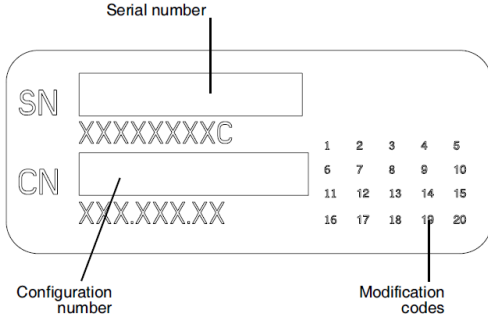 Serial number
SN
XXXXXXXXC
CN
XXX.XXX.XX
1 2 3 4 5
6 7 8 9 10
11 12 13 14 15
16 17 18 19 20
Configuration
number
Modification
codes